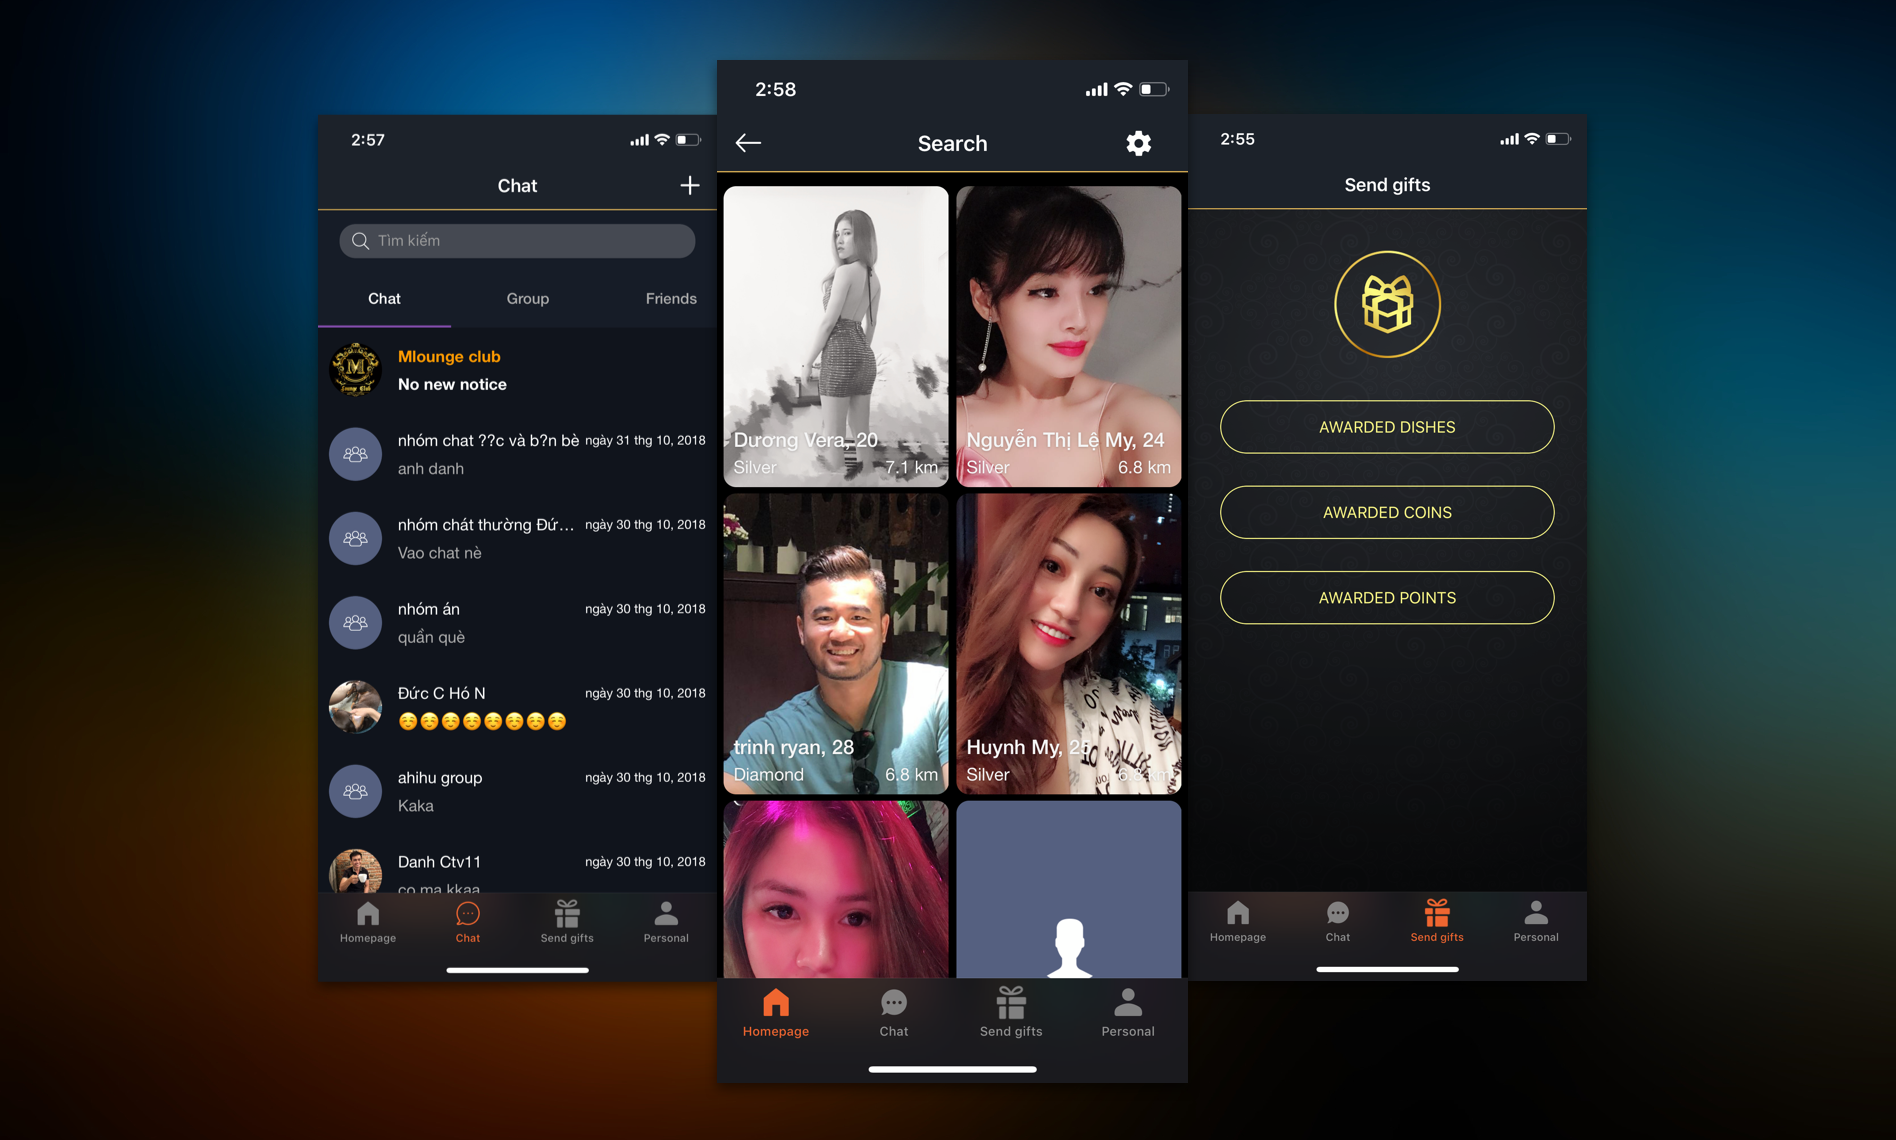 2:57
Chat
Tìm kiếm
Chat
Group
Friends
M
Lounge Club
Mlounge club
No new notice
nhóm chat ??c và b?n bè ngày 31 thg 10, 2018
anh danh
nhóm chát thường Đứ... ngày 30 thg 10, 2018
Vao chat nè
nhóm án ngày 30 thg 10, 2018
quần què
Đức C Hó N ngày 30 thg 10, 2018
ahihu group ngày 30 thg 10, 2018
Kaka
Danh Ctv11 ngày 30 thg 10, 2018
co ma kkaa
Homepage
Chat
Send gifts
Personal
2:58
Search
Dương Vera, 20
Silver 7.1 km
Nguyễn Thị Lệ My, 24
Silver 6.8 km
trinh ryan, 28
Diamond 6.8 km
Huynh My, 25
Silver 6.8 km
Homepage
Chat
Send gifts
Personal
2:55
Send gifts
AWARDED DISHES
AWARDED COINS
AWARDED POINTS
Homepage
Chat
Send gifts
Personal